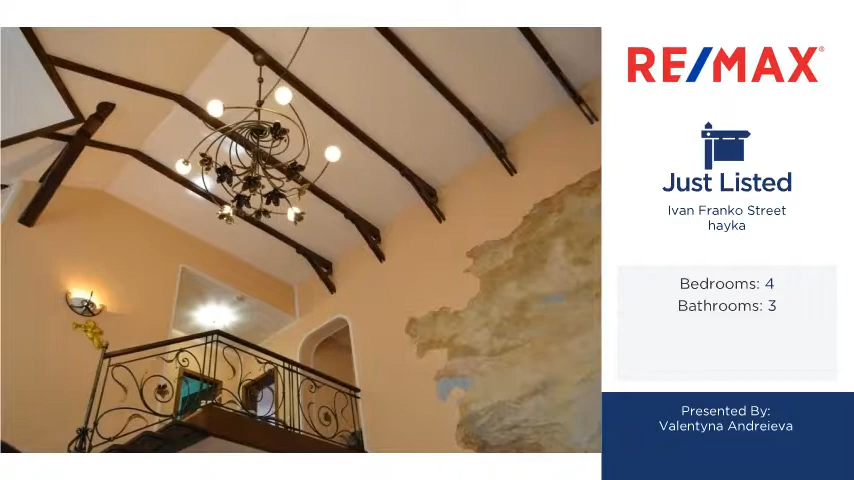 RE/MAX®
Just Listed
Ivan Franko Street
hayka
Bedrooms: 4
Bathrooms: 3
Presented By:
Valentyna Andreieva